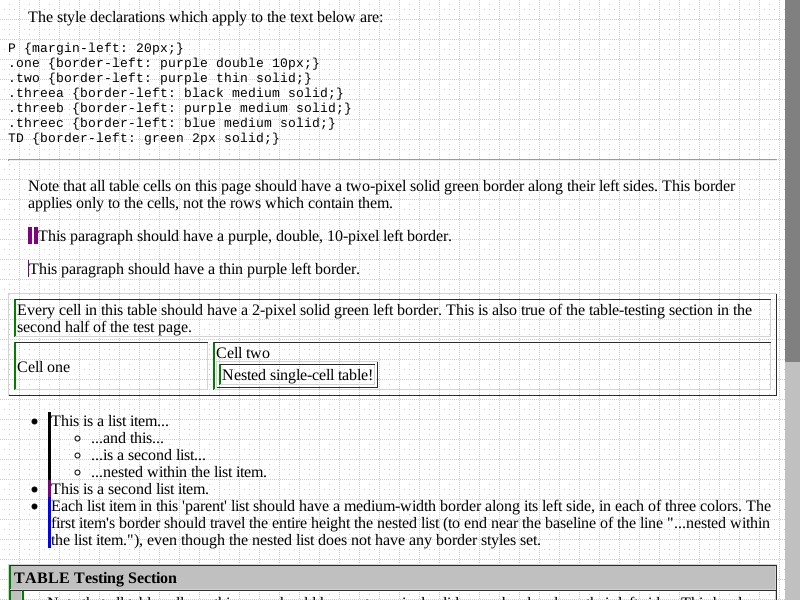 The style declarations which apply to the text below are:
P {margin-left: 20px;}
.one {border-left: purple double 10px;}
.two {border-left: purple thin solid;}
.threea {border-left: black medium solid;}
.threeb {border-left: purple medium solid;}
.threec {border-left: blue medium solid;}
TD {border-left: green 2px solid;}
Note that all table cells on this page should have a two-pixel solid green border along their left sides. This border
applies only to the cells, not the rows which contain them.
This paragraph should have a purple, double, 10-pixel left border.
This paragraph should have a thin purple left border.
Every cell in this table should have a 2-pixel solid green left border. This is also true of the table-testing section in the
second half of the test page.
Cell one
Cell two
Nested single-cell table!
This is a list item...
...and this...
...is a second list...
...nested within the list item.
This is a second list item.
Each list item in this 'parent' list should have a medium-width border along its left side, in each of three colors. The
first item's border should travel the entire height the nested list (to end near the baseline of the line "...nested within
the list item."), even though the nested list does not have any border styles set.
TABLE Testing Section